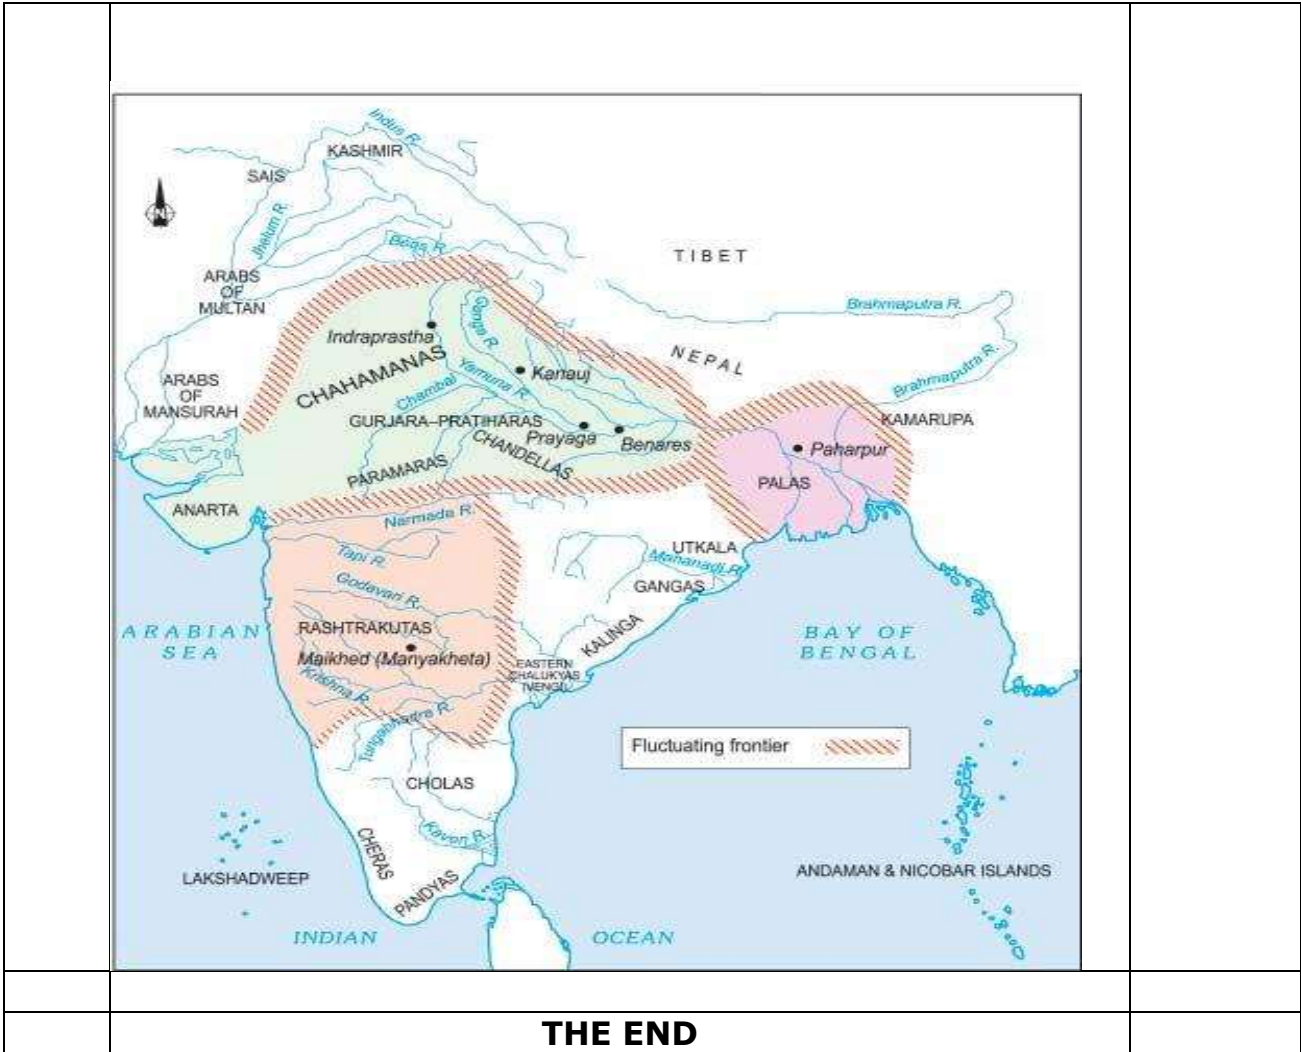 Indus R.
KASHMIR
SAIS
Jhelum R.
Beas R.
TIBET
ARABS
OF
MULTAN
Brahmaputra R.
Ganga R.
Indraprastha
NEPAL
Brahmaputra R.
CHAHAMANAS
Kanauj
Yamuna R.
ARABS
OF
MANSURAH
Chambal
GURJARA-PRATIHARAS
KAMARUPA
Prayaga
Benares
CHANDELLAS
Paharpur
PARAMARAS
PALAS
ANARTA
Narmada R.
UTKALA
Tapi R.
Mahanadi R.
Godavari R.
GANGAS
RASHTRAKUTAS
KALINGA
ARABIAN
SEA
BAY OF
BENGAL
Malkhed (Manyakheta)
EASTERN
CHALUKYAS
(VENGI)
Krishna R.
Tungabhadra R.
Fluctuating frontier
CHOLAS
Kaveri R.
CHERAS
LAKSHADWEEP
PANDYAS
ANDAMAN & NICOBAR ISLANDS
INDIAN OCEAN
N
THE END